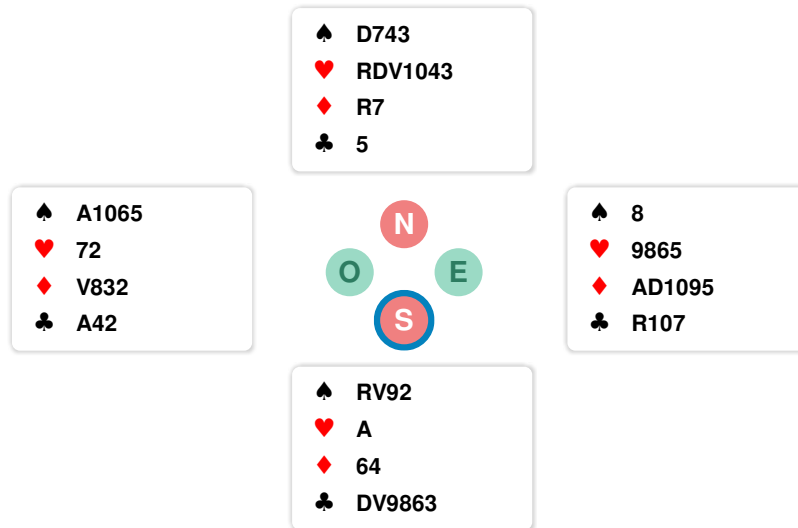 ♠ D743
♥ RDV1043
♦ R7
♣ 5
♠ A1065
♥ 72
♦ V832
♣ A42
N
O E
S
♠ 8
♥ 9865
♦ AD1095
♣ R107
♠ RV92
♥ A
♦ 64
♣ DV9863